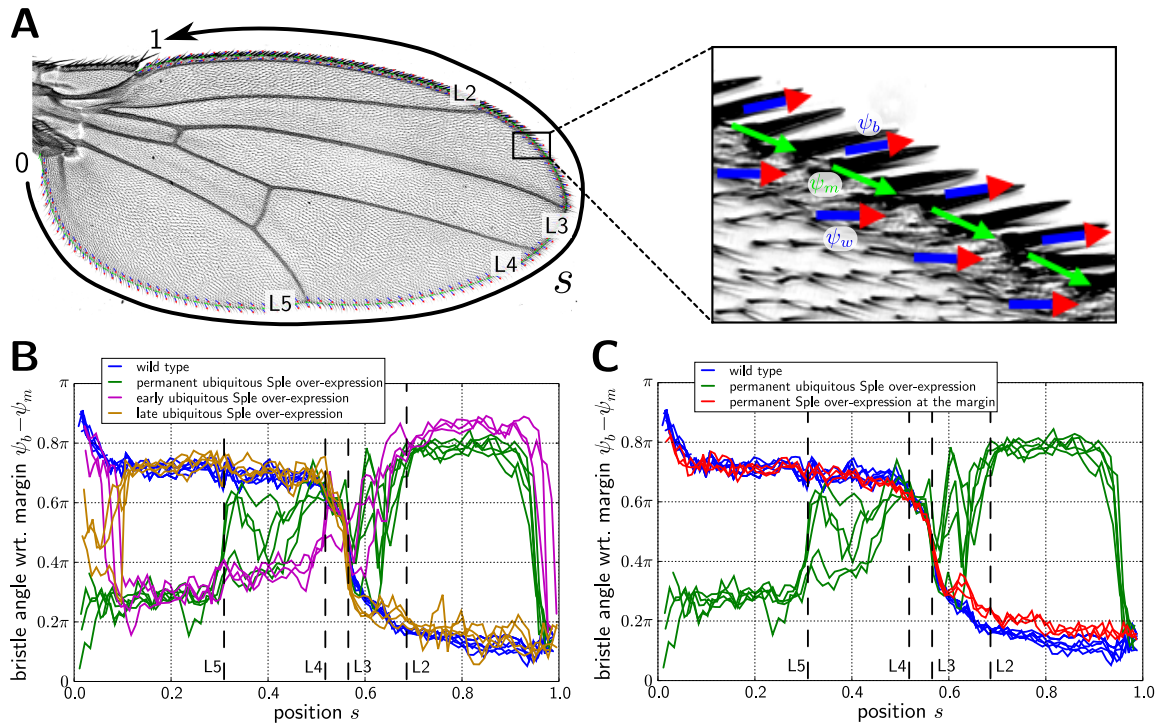 A
1
L2
0
L3
L4
s
L5
ψb
ψm
ψw
B
wild type
permanent ubiquitous Sple over-expression
early ubiquitous Sple over-expression
late ubiquitous Sple over-expression
bristle angle wrt. margin ψb−ψm
π
0.8π
0.6π
0.4π
0.2π
0
L5
L4
L3
L2
0.0
0.2
0.4
0.6
0.8
1.0
position s
C
wild type
permanent ubiquitous Sple expression
permanent Sple over-expression at the margin
bristle angle wrt. margin ψb−ψm
π
0.8π
0.6π
0.4π
0.2π
0
L5
L4
L3
L2
0.0
0.2
0.4
0.6
0.8
1.0
position s